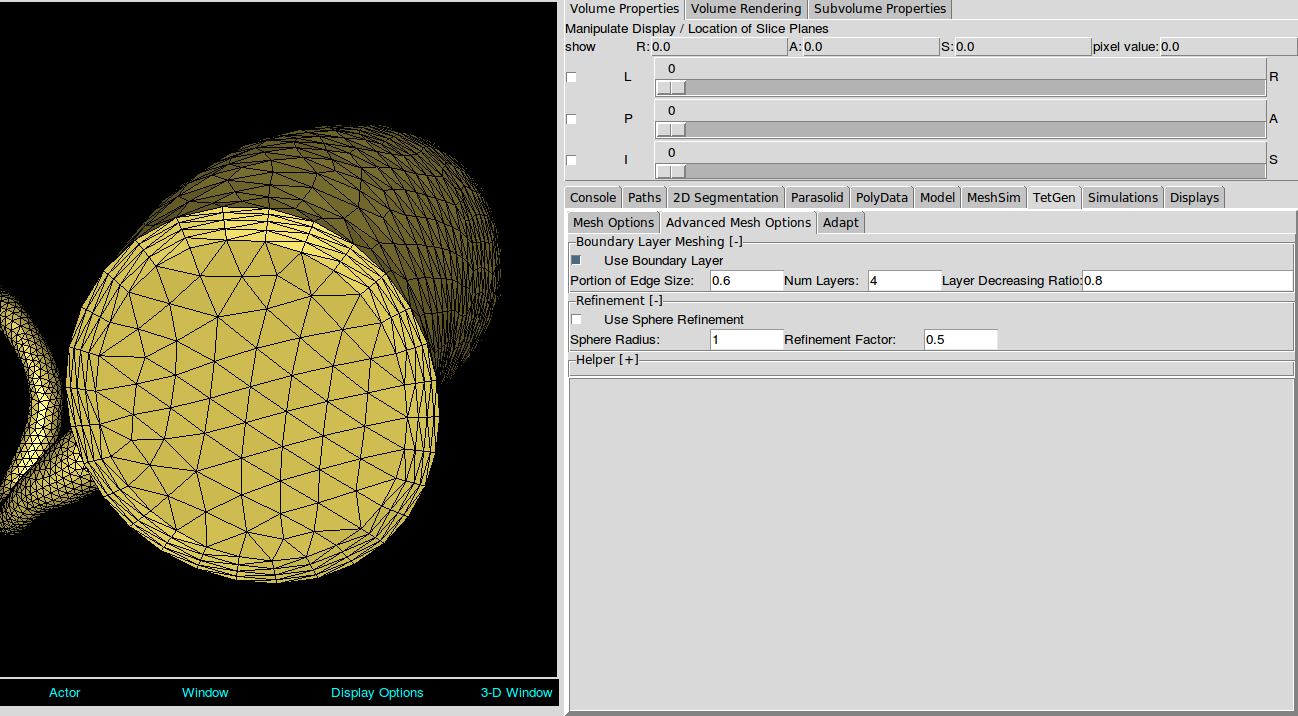 Volume Properties Volume Rendering Subvolume Properties
Manipulate Display / Location of Slice Planes
show R: 0.0 A: 0.0 S: 0.0 pixel value: 0.0
0
L R
0
P A
0
I S
Console Paths 2D Segmentation Parasolid PolyData Model MeshSim TetGen Simulations Displays
Mesh Options Advanced Mesh Options Adapt
Boundary Layer Meshing [-]
Use Boundary Layer
Portion of Edge Size: 0.6 Num Layers: 4 Layer Decreasing Ratio: 0.8
Refinement [-]
Use Sphere Refinement
Sphere Radius: 1 Refinement Factor: 0.5
Helper [+]
Actor Window Display Options 3-D Window